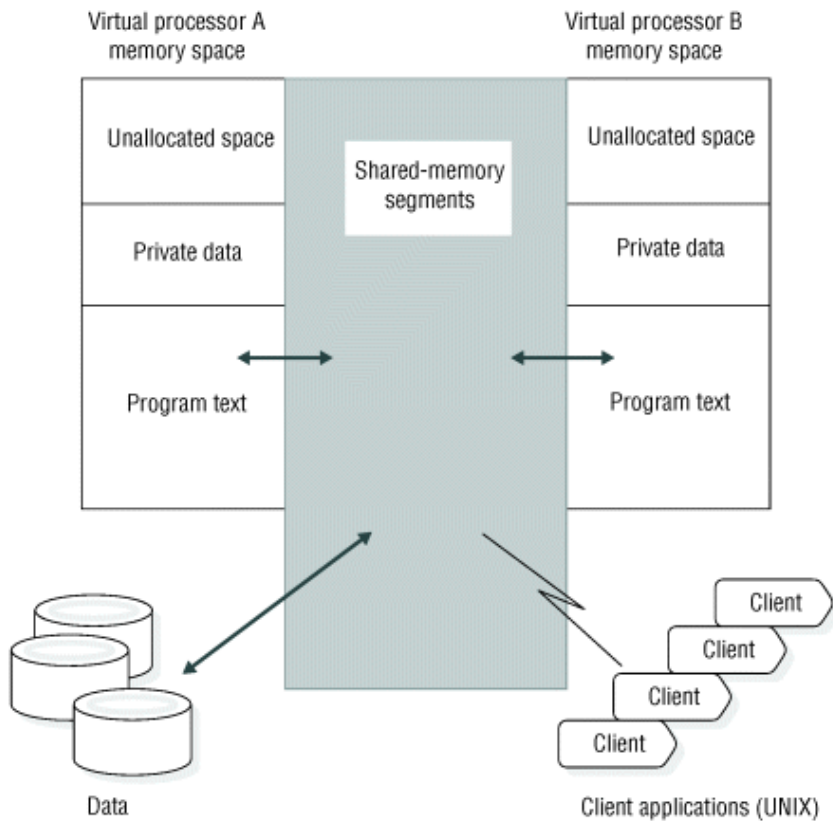 Virtual processor A
memory space
Virtual processor B
memory space
Unallocated space
Shared-memory
segments
Unallocated space
Private data
Private data
Program text
Program text
Client
Client
Client
Client
Data
Client applications (UNIX)